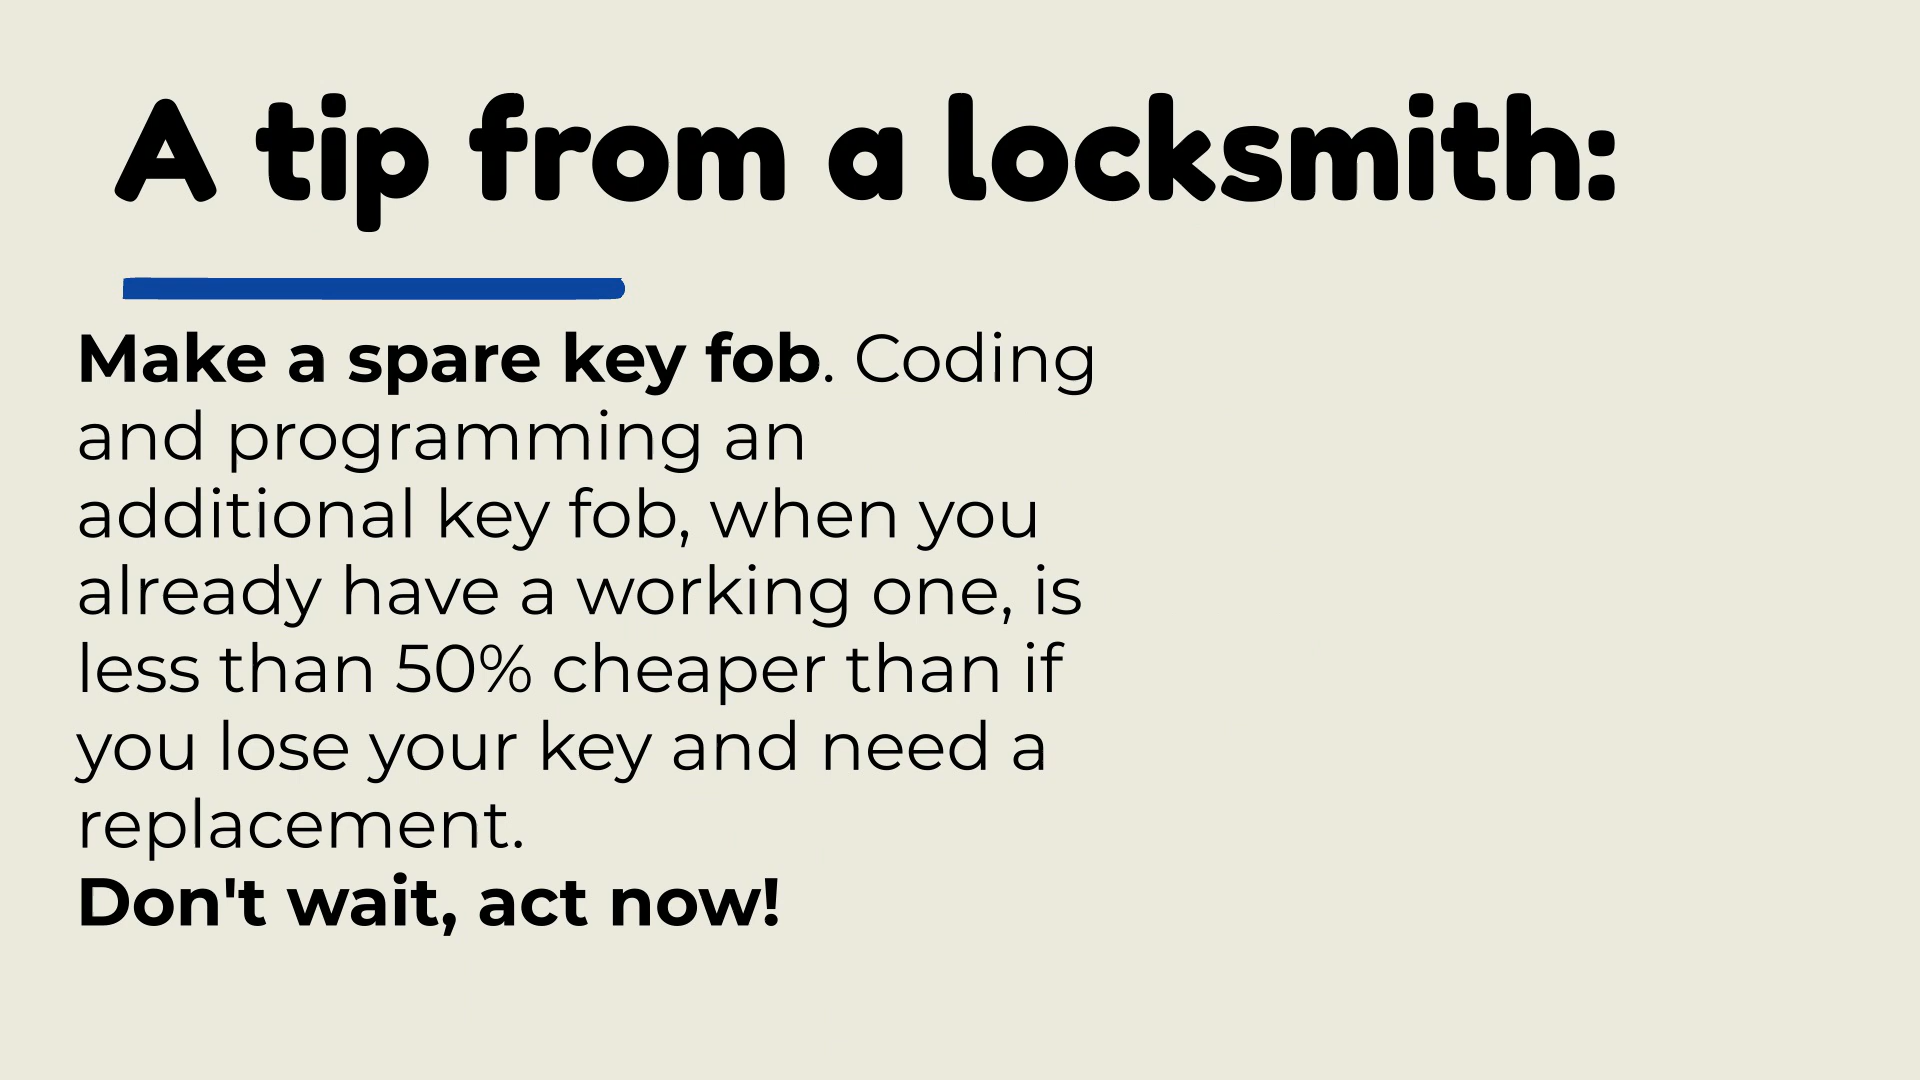 A tip from a locksmith:
Make a spare key fob. Coding
and programming an
additional key fob, when you
already have a working one, is
less than 50% cheaper than if
you lose your key and need a
replacement.
Don't wait, act now!